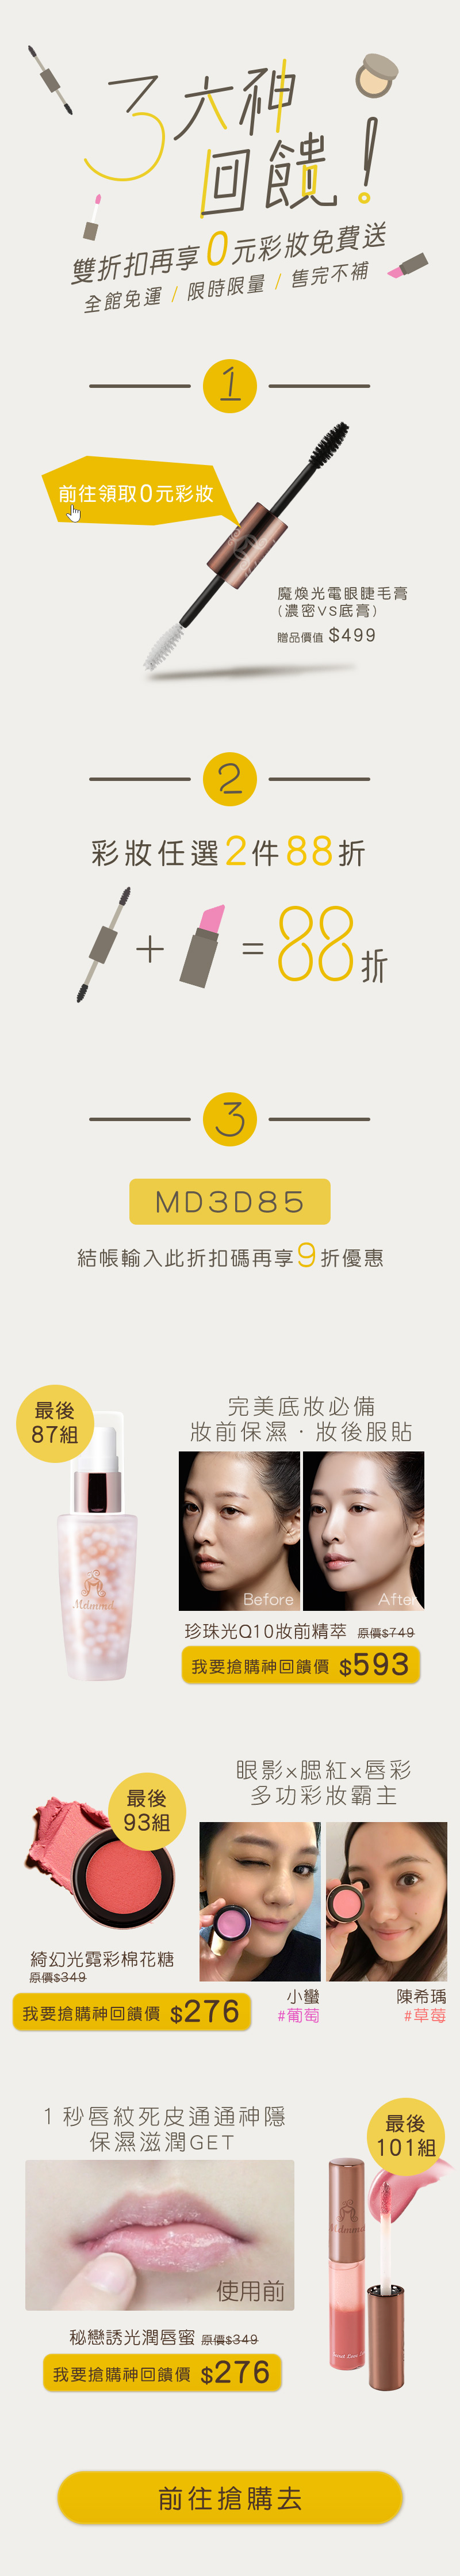 3大神
回饋!
雙折扣再享0元彩妝免費送
全館免運 / 限時限量 / 售完不補
1
前往領取0元彩妝
魔煥光電眼睫毛膏
(濃密VS底膏)
贈品價值 $499
2
彩妝任選2件88折
+ = 88折
3
MD3D85
結帳輸入此折扣碼再享9折優惠
最後
87組
完美底妝必備
妝前保濕・妝後服貼
Mdmmd.
Before
After
珍珠光Q10妝前精萃 原價$749
我要搶購神回饋價 $593
眼影x腮紅x唇彩
多功彩妝霸主
最後
93組
綺幻光霓彩棉花糖
原價$349
我要搶購神回饋價 $276
小蠻
#葡萄
陳希瑀
#草莓
1秒唇紋死皮通通神隱
保濕滋潤GET
最後
101組
Mdmmd
使用前
秘戀誘光潤唇蜜 原價$349
我要搶購神回饋價 $276
前往搶購去